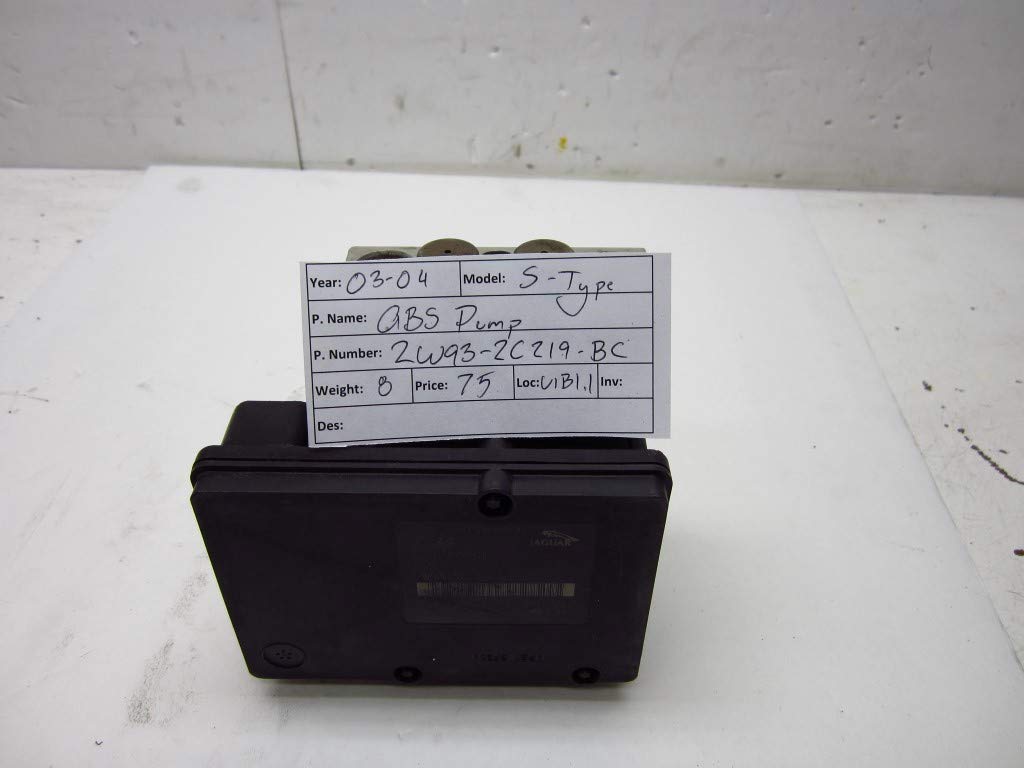 Year: 03-04 Model: S-Type
P. Name: ABS Pump
P. Number: 2W93-2C219-BC
Weight: 8 Price: 75 Loc: U1B1.1 Inv:
Des:
JAGUAR